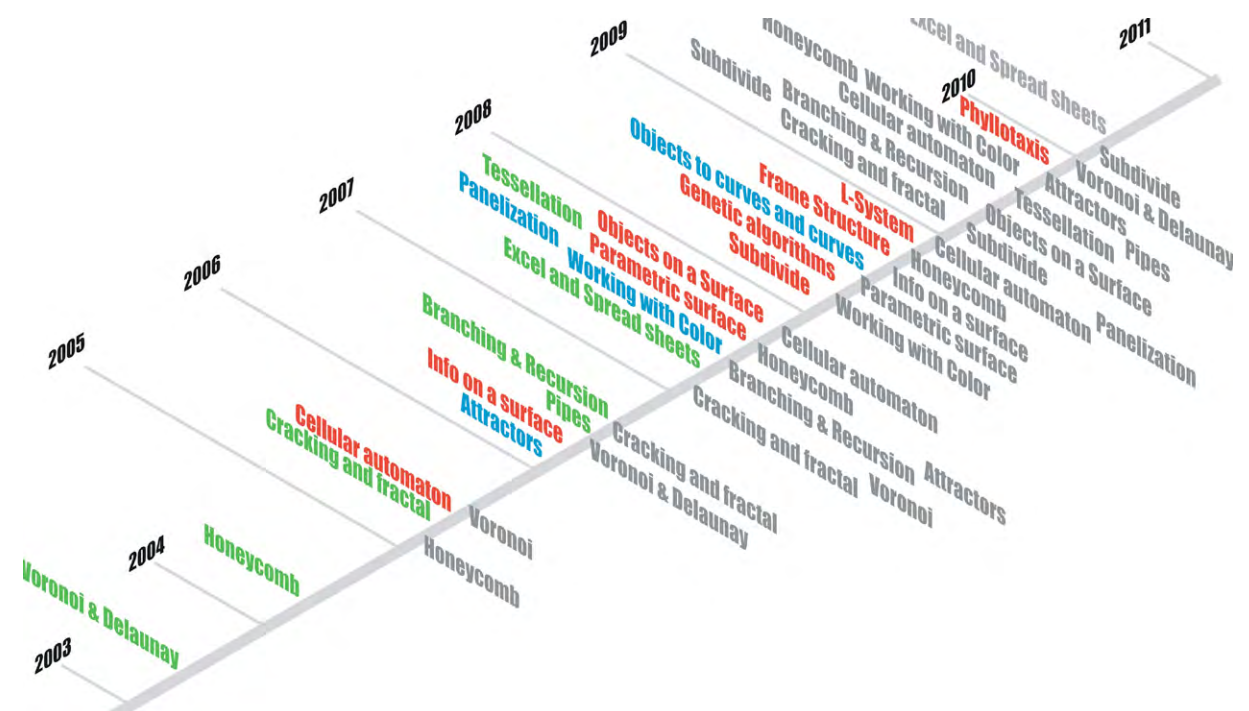 2003
Voronoi & Delaunay
2004
Honeycomb
2005
Cellular automaton
Cracking and fractal
Voronoi
Honeycomb
2006
Info on a surface
Attractors
Branching & Recursion
Pipes
Cracking and fractal
Voronoi & Delaunay
2007
Tessellation
Panelization
Objects on a Surface
Parametric surface
Working with Color
Excel and Spread sheets
Cellular automaton
Honeycomb
Branching & Recursion
Attractors
Cracking and fractal
Voronoi
2008
Objects to curves and curves
L-System
Frame Structure
Genetic algorithms
Subdivide
Cellular automaton
Panelization
Honeycomb
Info on a surface
Parametric surface
Working with Color
2009
Subdivide
Honeycomb
Working with Color
Cellular automaton
Branching & Recursion
Cracking and fractal
Excel and Spread sheets
2010
Phyllotaxis
Subdivide
Voronoi & Delaunay
Attractors
Tessellation
Pipes
Objects on a Surface
Subdivide
2011